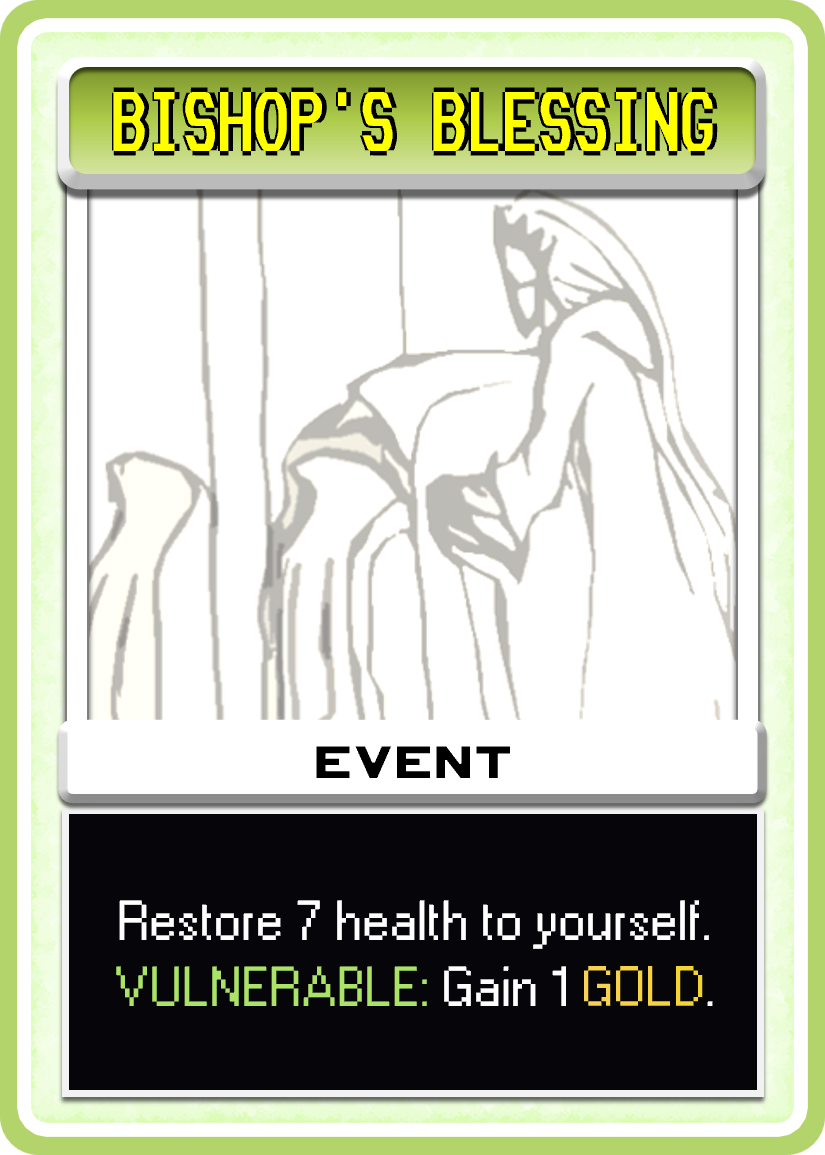 BISHOP'S BLESSING
EVENT
Restore 7 health to yourself.
VULNERABLE: Gain 1 GOLD.